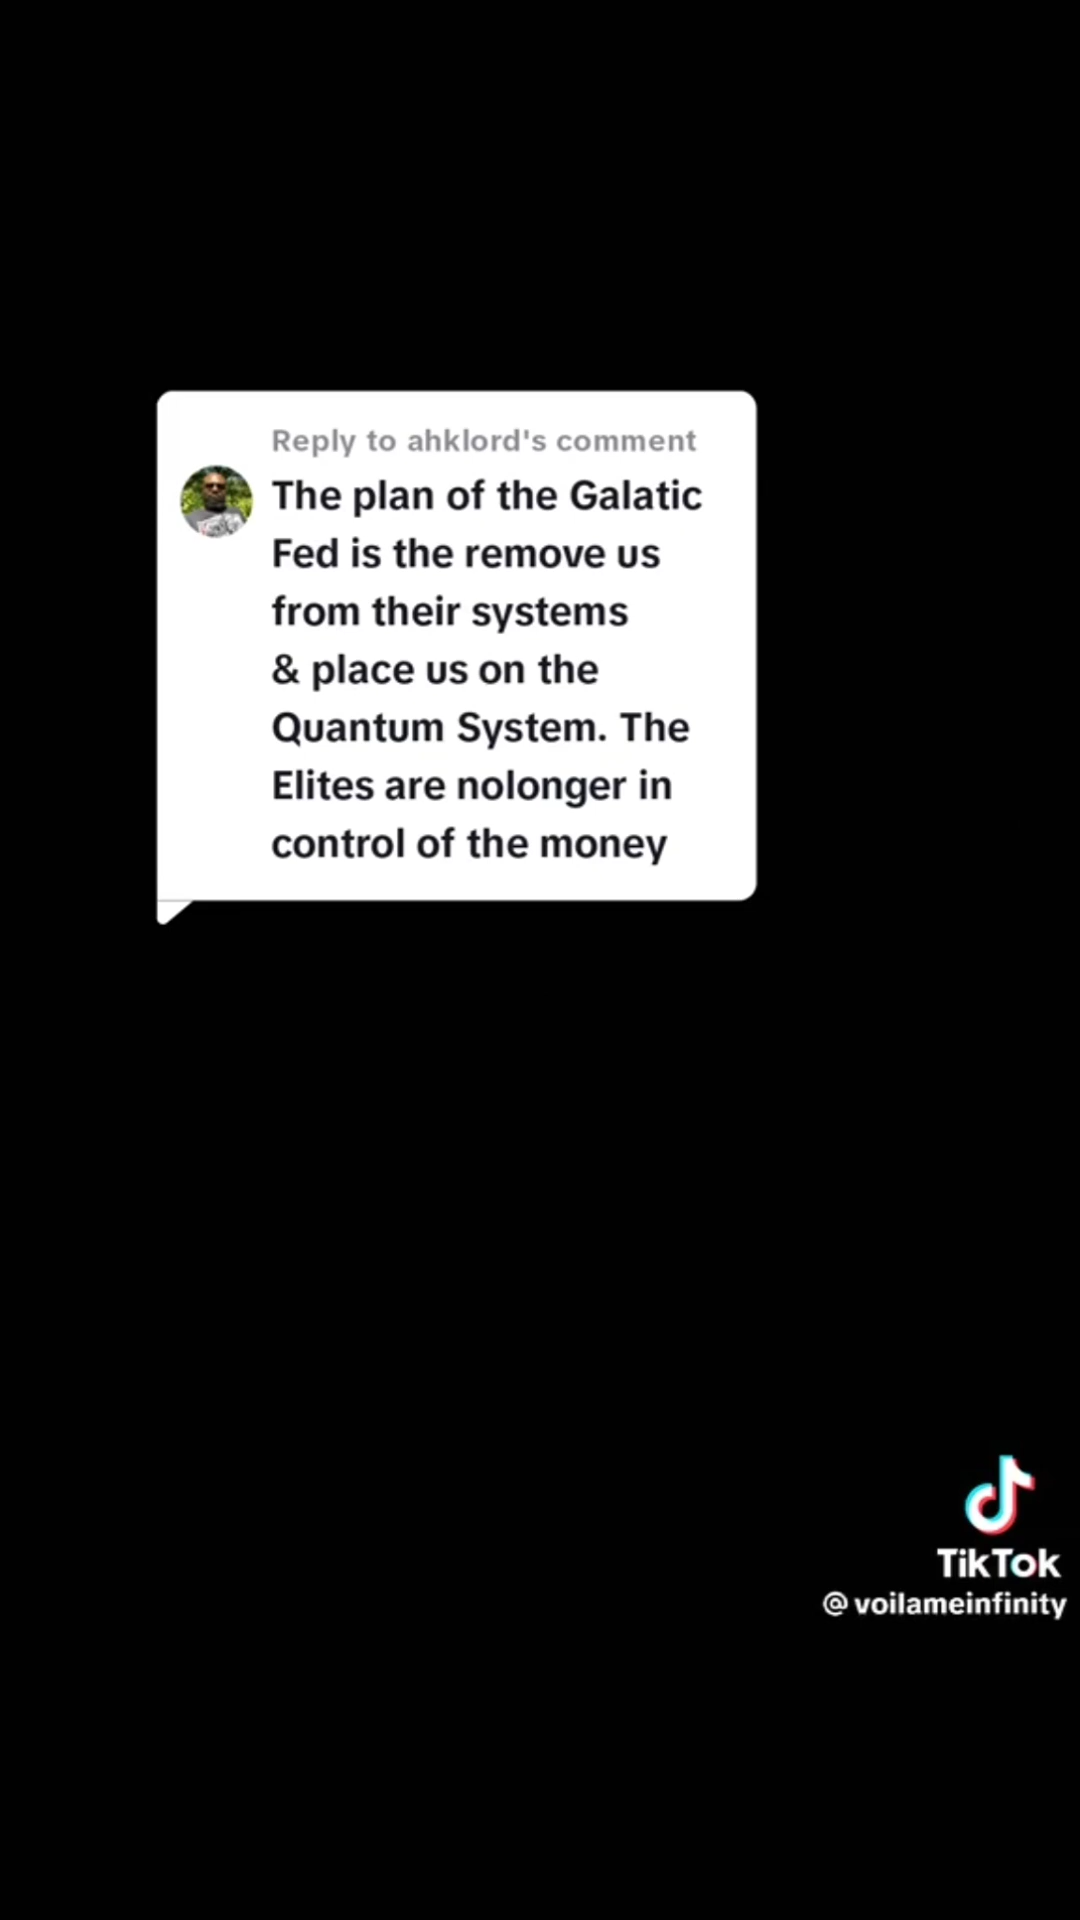 Reply to ahklord's comment
The plan of the Galatic
Fed is the remove us
from their systems
& place us on the
Quantum System. The
Elites are nolonger in
control of the money
TikTok
@voilameinfinity